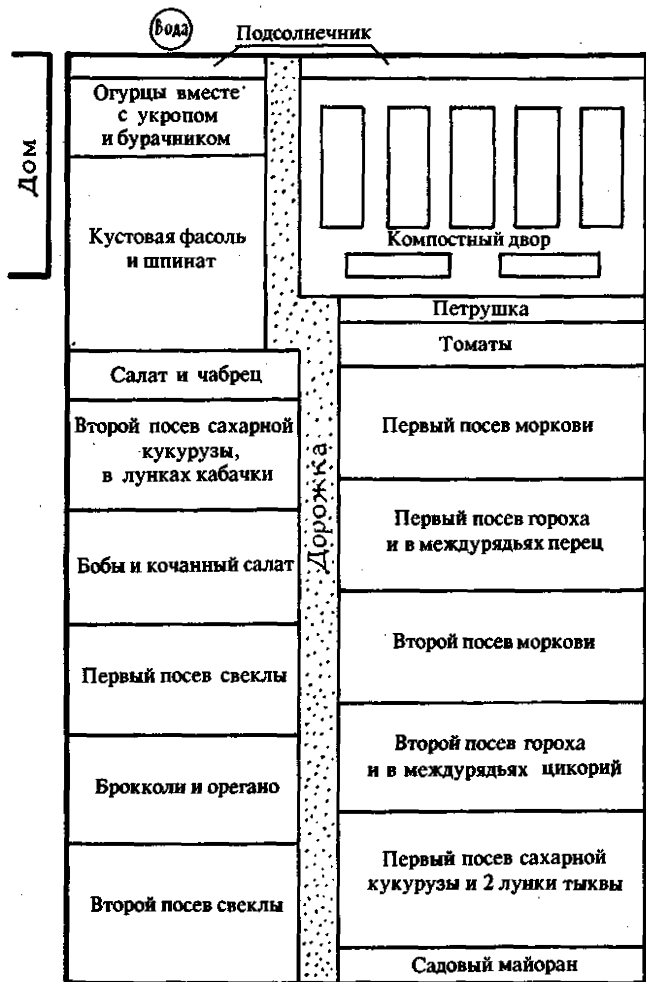 Вода
Подсолнечник
Дом
Огурцы вместе
с укропом
и бурачником
Кустовая фасоль
и шпинат
Салат и чабрец
Второй посев сахарной
кукурузы,
в лунках кабачки
Бобы и кочанный салат
Первый посев свеклы
Брокколи и орегано
Второй посев свеклы
Дорожка
Компостный двор
Петрушка
Томаты
Первый посев моркови
Первый посев гороха
и в междурядьях перец
Второй посев моркови
Второй посев гороха
и в междурядьях цикорий
Первый посев сахарной
кукурузы и 2 лунки тыквы
Садовый майоран